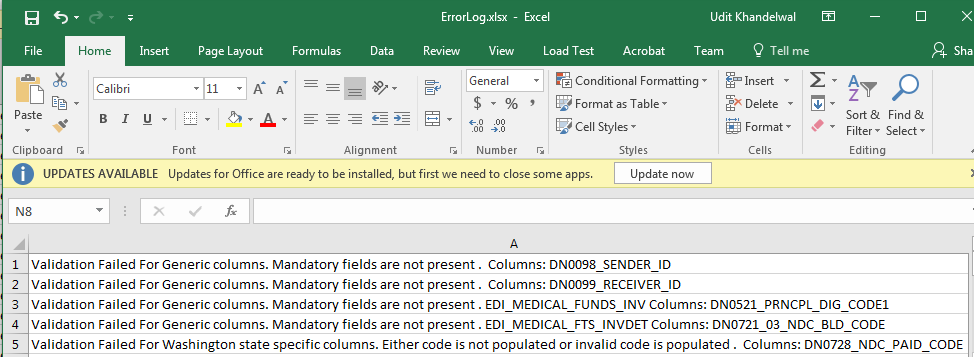 ErrorLog.xlsx - Excel
Udit Khandelwal
File Home Insert Page Layout Formulas Data Review View Load Test Acrobat Team Tell me Sha
Paste
Calibri 11 A A
B I U A
General
$ % ,
.0 .00
.00 .0
Conditional Formatting
Format as Table
Cell Styles
Insert
Delete
Format
Σ
A
Z
Sort &
Filter
Find &
Select
Clipboard Font Alignment Number Styles Cells Editing
UPDATES AVAILABLE Updates for Office are ready to be installed, but first we need to close some apps. Update now
N8 fx
A
1 Validation Failed For Generic columns. Mandatory fields are not present . Columns: DN0098_SENDER_ID
2 Validation Failed For Generic columns. Mandatory fields are not present . Columns: DN0099_RECEIVER_ID
3 Validation Failed For Generic columns. Mandatory fields are not present . EDI_MEDICAL_FUNDS_INV Columns: DN0521_PRNCPL_DIG_CODE1
4 Validation Failed For Generic columns. Mandatory fields are not present . EDI_MEDICAL_FTS_INVDET Columns: DN0721_03_NDC_BLD_CODE
5 Validation Failed For Washington state specific columns. Either code is not populated or invalid code is populated . Columns: DN0728_NDC_PAID_CODE